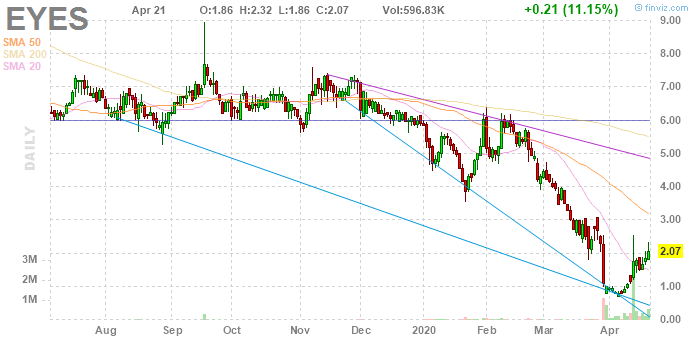 EYES Apr 21 O:1.86 H:2.32 L:1.86 C:2.07 Vol:596.83K +0.21 (11.15%) © finviz.com
SMA 50
SMA 200
SMA 20
DAILY
9.00
8.00
7.00
6.00
5.00
4.00
3.00
2.07
1.00
0.00
3M
2M
1M
Aug Sep Oct Nov Dec 2020 Feb Mar Apr